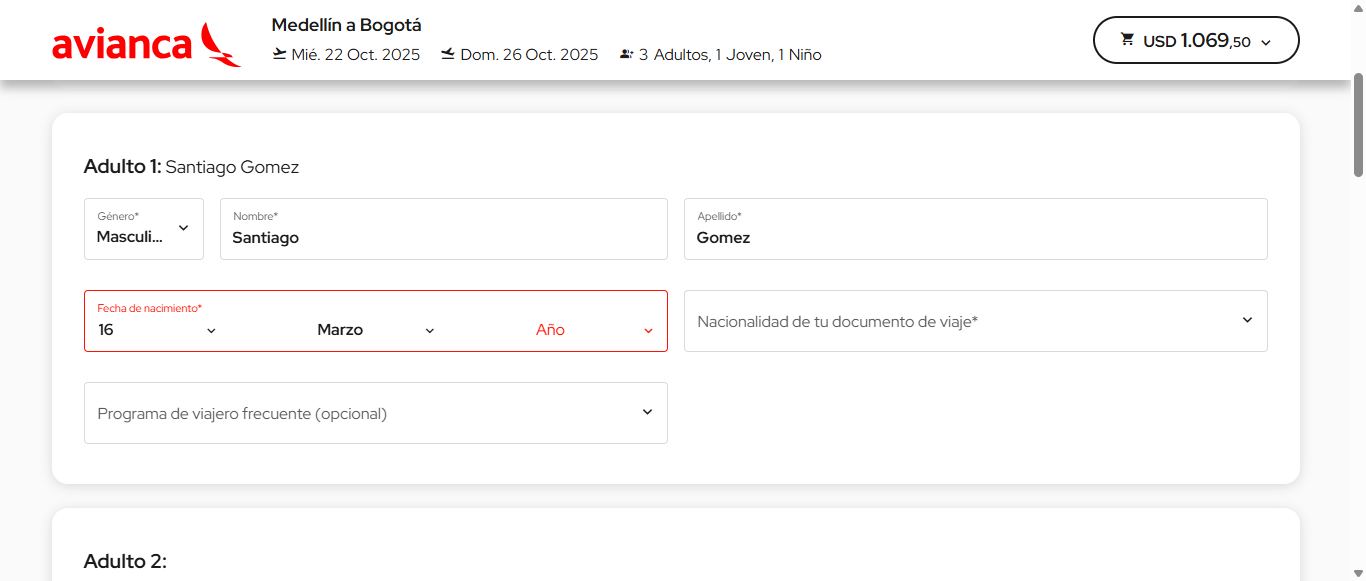 avianca
Medellín a Bogotá
Mié. 22 Oct. 2025 Dom. 26 Oct. 2025 3 Adultos, 1 Joven, 1 Niño
USD 1.069,50
Adulto 1: Santiago Gomez
Género* Nombre* Apellido*
Masculi... Santiago Gomez
Fecha de nacimiento*
16 Marzo Año
Nacionalidad de tu documento de viaje*
Programa de viajero frecuente (opcional)
Adulto 2: